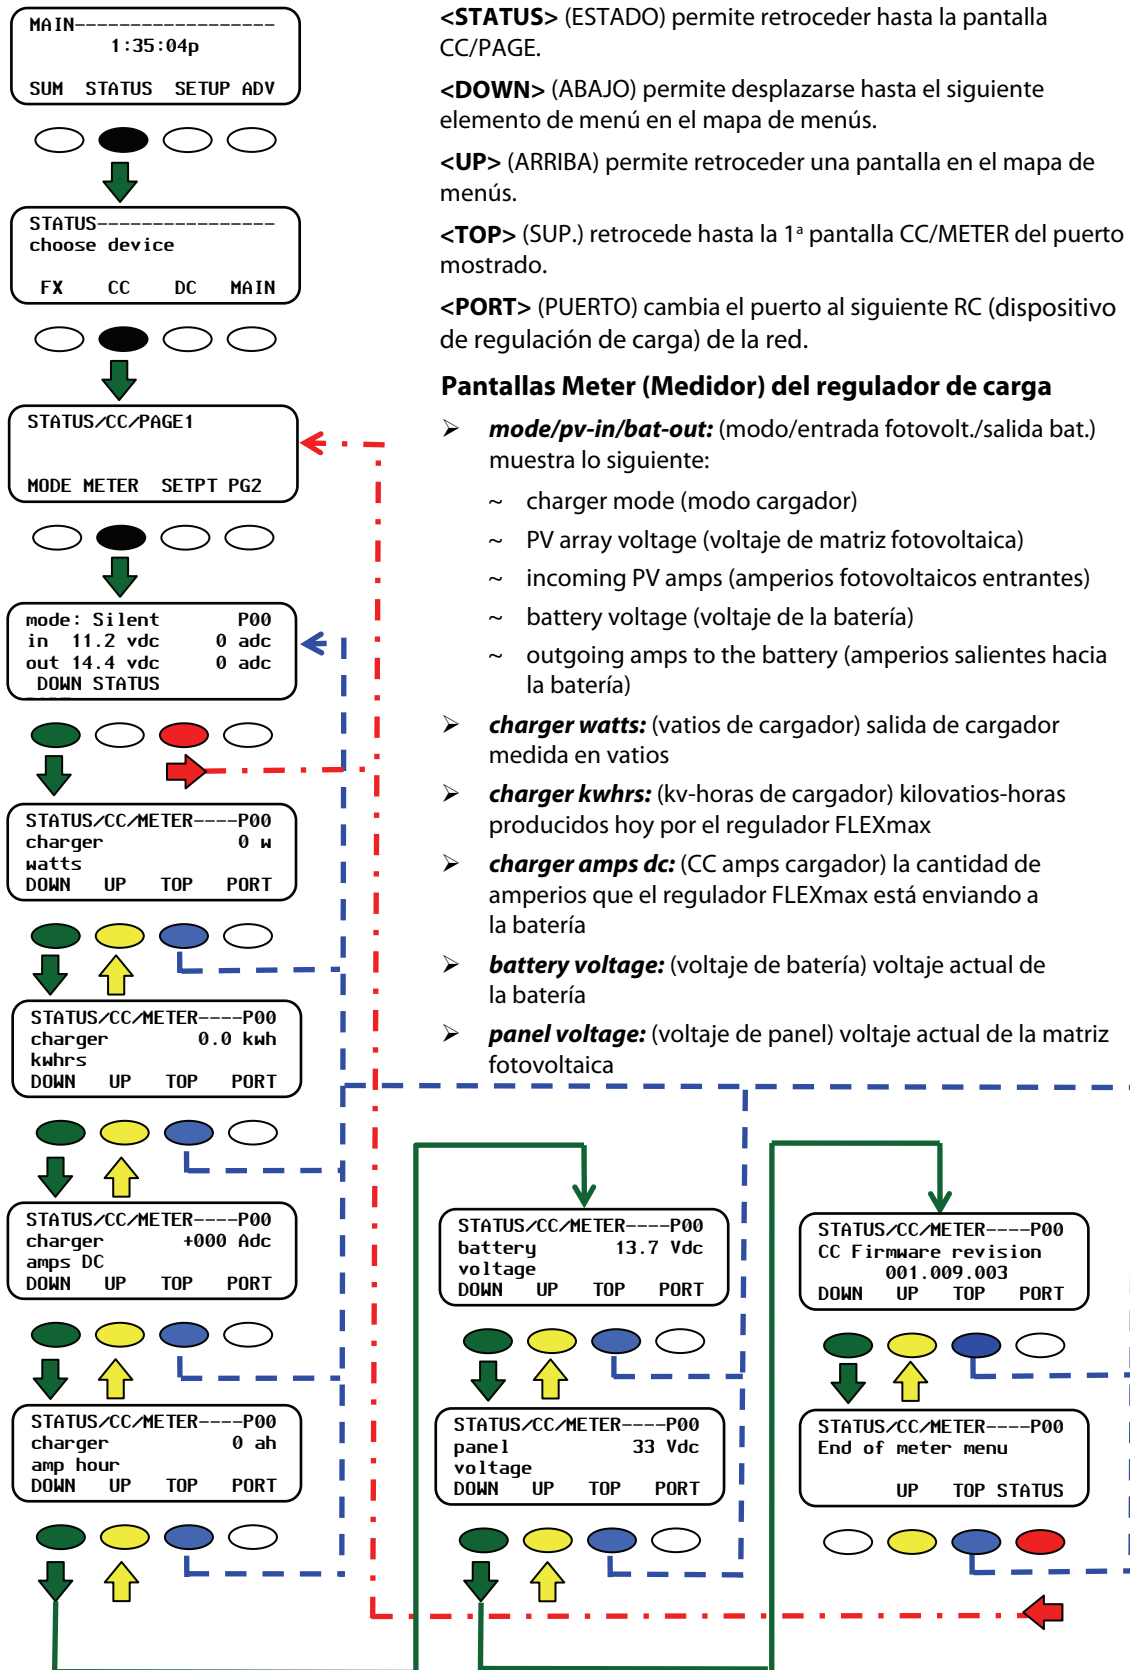 MAIN------------------
1:35:04p
SUM STATUS SETUP ADV
STATUS----------------
choose device
FX CC DC MAIN
STATUS/CC/PAGE1
MODE METER SETPT PG2
mode: Silent P00
in 11.2 vdc 0 adc
out 14.4 vdc 0 adc
DOWN STATUS
STATUS/CC/METER----P00
charger 0 w
watts
DOWN UP TOP PORT
STATUS/CC/METER----P00
charger 0.0 kwh
kwhrs
DOWN UP TOP PORT
STATUS/CC/METER----P00
charger +000 Adc
amps DC
DOWN UP TOP PORT
STATUS/CC/METER----P00
charger 0 ah
amp hour
DOWN UP TOP PORT
<STATUS> (ESTADO) permite retroceder hasta la pantalla
CC/PAGE.
<DOWN> (ABAJO) permite desplazarse hasta el siguiente
elemento de menú en el mapa de menús.
<UP> (ARRIBA) permite retroceder una pantalla en el mapa de
menús.
<TOP> (SUP.) retrocede hasta la 1ª pantalla CC/METER del puerto
mostrado.
<PORT> (PUERTO) cambia el puerto al siguiente RC (dispositivo
de regulación de carga) de la red.
Pantallas Meter (Medidor) del regulador de carga
➢ mode/pv-in/bat-out: (modo/entrada fotovolt./salida bat.)
muestra lo siguiente:
~ charger mode (modo cargador)
~ PV array voltage (voltaje de matriz fotovoltaica)
~ incoming PV amps (amperios fotovoltaicos entrantes)
~ battery voltage (voltaje de la batería)
~ outgoing amps to the battery (amperios salientes hacia
la batería)
➢ charger watts: (vatios de cargador) salida de cargador
medida en vatios
➢ charger kwhrs: (kv-horas de cargador) kilovatios-horas
producidos hoy por el regulador FLEXmax
➢ charger amps dc: (CC amps cargador) la cantidad de
amperios que el regulador FLEXmax está enviando a
la batería
➢ battery voltage: (voltaje de batería) voltaje actual de
la batería
➢ panel voltage: (voltaje de panel) voltaje actual de la matriz
fotovoltaica
STATUS/CC/METER----P00
battery 13.7 Vdc
voltage
DOWN UP TOP PORT
STATUS/CC/METER----P00
panel 33 Vdc
voltage
DOWN UP TOP PORT
STATUS/CC/METER----P00
CC Firmware revision
001.009.003
DOWN UP TOP PORT
STATUS/CC/METER----P00
End of meter menu
UP TOP STATUS